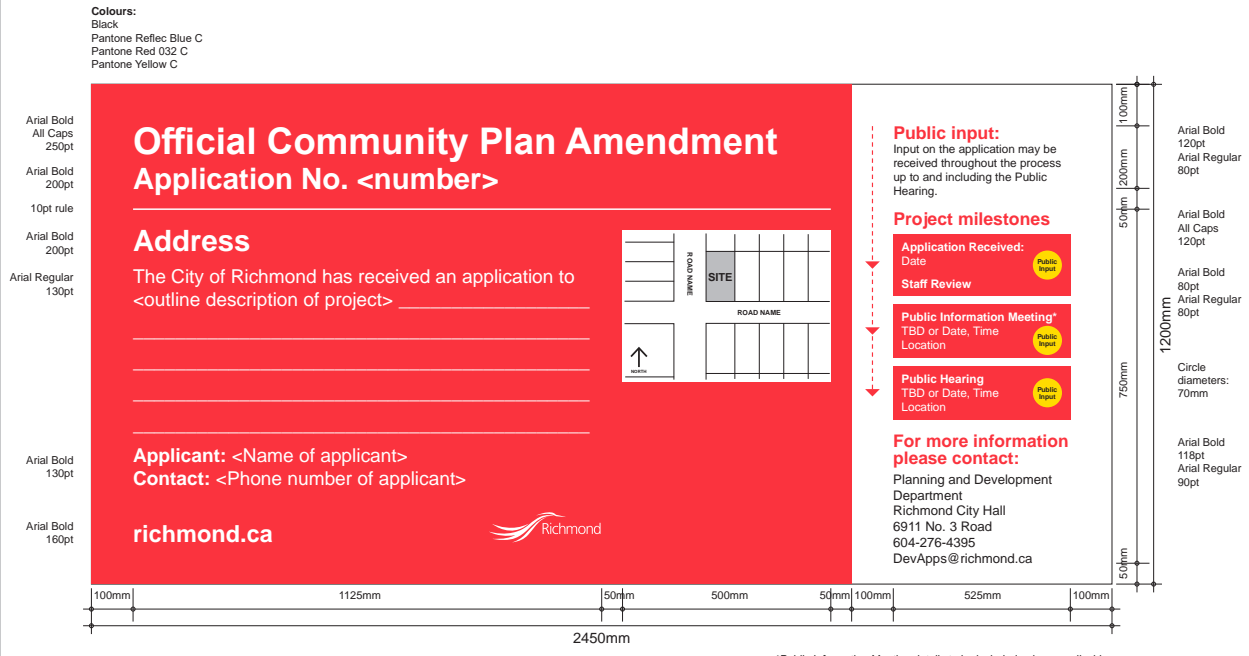 Colours:
Black
Pantone Reflec Blue C
Pantone Red 032 C
Pantone Yellow C
Arial Bold
All Caps
250pt
Arial Bold
200pt
10pt rule
Arial Bold
200pt
Arial Regular
130pt
Arial Bold
130pt
Arial Bold
160pt
Official Community Plan Amendment
Application No. <number>
Address
The City of Richmond has received an application to
<outline description of project>
Applicant: <Name of applicant>
Contact: <Phone number of applicant>
richmond.ca
Richmond
ROAD NAME
SITE
ROAD NAME
NORTH
Public input:
Input on the application may be
received throughout the process
up to and including the Public
Hearing.
Project milestones
Application Received:
Date
Staff Review
Public
Input
Public Information Meeting*
TBD or Date, Time
Location
Public
Input
Public Hearing
TBD or Date, Time
Location
Public
Input
For more information
please contact:
Planning and Development
Department
Richmond City Hall
6911 No. 3 Road
604-276-4395
DevApps@richmond.ca
100mm
200mm
50mm
750mm
50mm
1200mm
Arial Bold
120pt
Arial Regular
80pt
Arial Bold
All Caps
120pt
Arial Bold
80pt
Arial Regular
80pt
Circle
diameters:
70mm
Arial Bold
118pt
Arial Regular
90pt
100mm 1125mm 50mm 500mm 50mm 100mm 525mm 100mm
2450mm